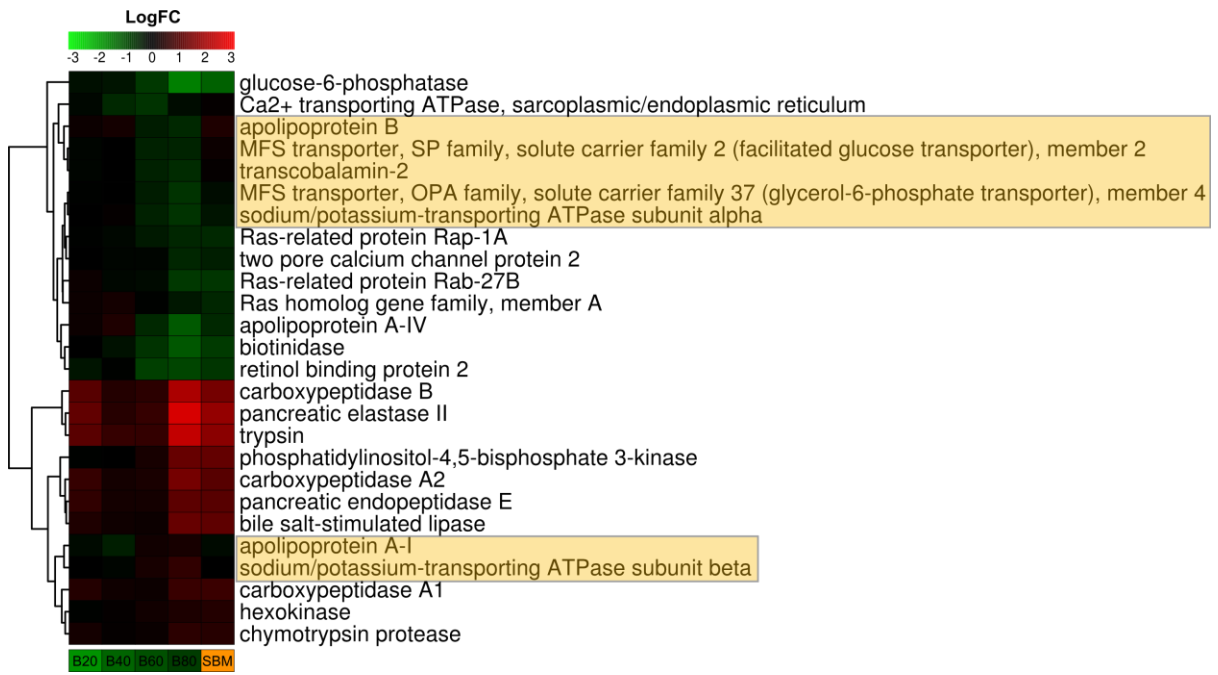 LogFC
-3 -2 -1 0 1 2 3
glucose-6-phosphatase
Ca2+ transporting ATPase, sarcoplasmic/endoplasmic reticulum
apolipoprotein B
MFS transporter, SP family, solute carrier family 2 (facilitated glucose transporter), member 2
transcobalamin-2
MFS transporter, OPA family, solute carrier family 37 (glycerol-6-phosphate transporter), member 4
sodium/potassium-transporting ATPase subunit alpha
Ras-related protein Rap-1A
two pore calcium channel protein 2
Ras-related protein Rab-27B
Ras homolog gene family, member A
apolipoprotein A-IV
biotinidase
retinol binding protein 2
carboxypeptidase B
pancreatic elastase II
trypsin
phosphatidylinositol-4,5-bisphosphate 3-kinase
carboxypeptidase A2
pancreatic endopeptidase E
bile salt-stimulated lipase
apolipoprotein A-I
sodium/potassium-transporting ATPase subunit beta
carboxypeptidase A1
hexokinase
chymotrypsin protease
B20 B40 B60 B80 SBM